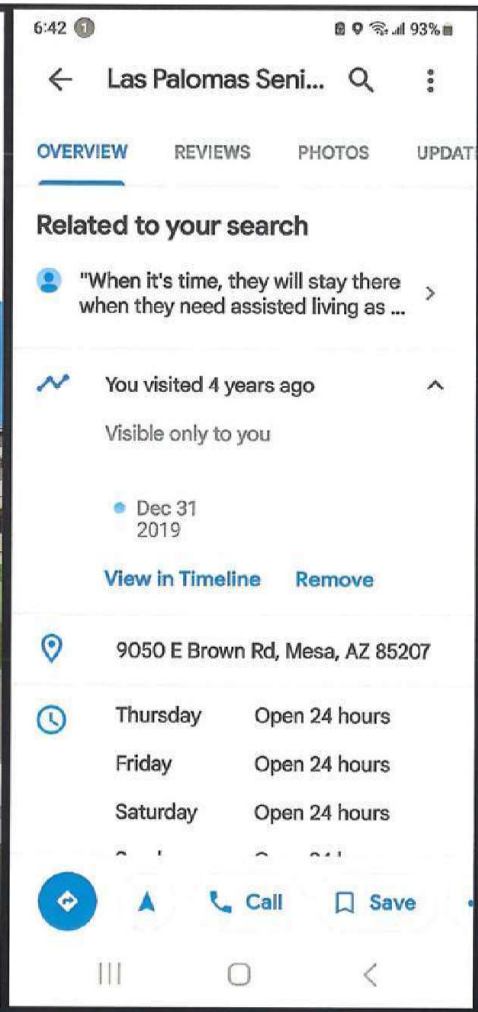 6:42 1 93%
Las Palomas Seni...
OVERVIEW REVIEWS PHOTOS UPDAT
Related to your search
"When it's time, they will stay there
when they need assisted living as ...
You visited 4 years ago
Visible only to you
Dec 31
2019
View in Timeline Remove
9050 E Brown Rd, Mesa, AZ 85207
Thursday Open 24 hours
Friday Open 24 hours
Saturday Open 24 hours
Call Save